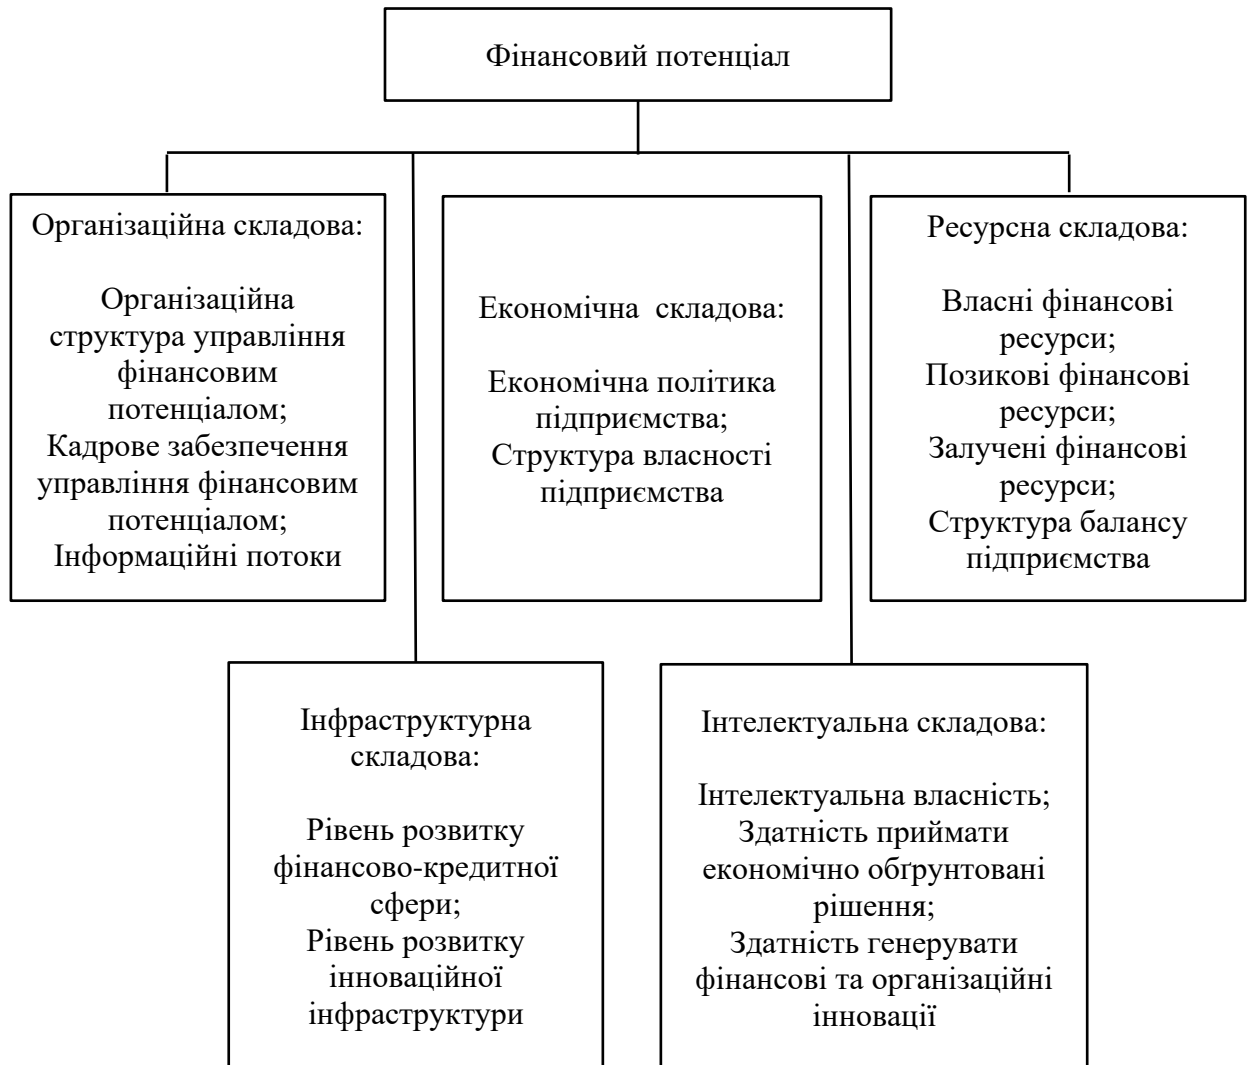 Фінансовий потенціал
Організаційна складова:
Організаційна
структура управління
фінансовим
потенціалом;
Кадрове забезпечення
управління фінансовим
потенціалом;
Інформаційні потоки
Економічна складова:
Економічна політика
підприємства;
Структура власності
підприємства
Ресурсна складова:
Власні фінансові
ресурси;
Позикові фінансові
ресурси;
Залучені фінансові
ресурси;
Структура балансу
підприємства
Інфраструктурна
складова:
Рівень розвитку
фінансово-кредитної
сфери;
Рівень розвитку
інноваційної
інфраструктури
Інтелектуальна складова:
Інтелектуальна власність;
Здатність приймати
економічно обґрунтовані
рішення;
Здатність генерувати
фінансові та організаційні
інновації